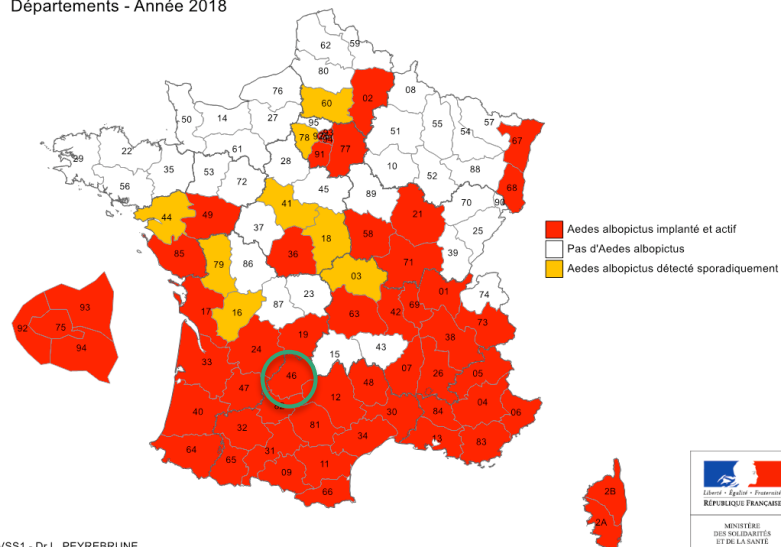 Départements - Année 2018
62 59
80
76 02 08
60
50 14 27 95 51 55 57
54 67
78 77
29 22 61 91
35 28 10 88
53 52 68
56 72 45 89 70 90
41 21 25
44 49 37 18 58
39
85 79 86 36 71
03 01 74
17 16 87 23 63 42 69 73
19 38
24 15 43
33 46 07 26 05
47 48
12 04
40 30 84 06
32 81
34 13 83
64 65 31 11
09
66
2B
2A
93
92 75
94
Aedes albopictus implanté et actif
Pas d'Aedes albopictus
Aedes albopictus détecté sporadiquement
Liberté • Égalité • Fraternité
RÉPUBLIQUE FRANÇAISE
MINISTÈRE
DES SOLIDARITÉS
ET DE LA SANTÉ
VSS1 - Dr L. PEYREBRUNE